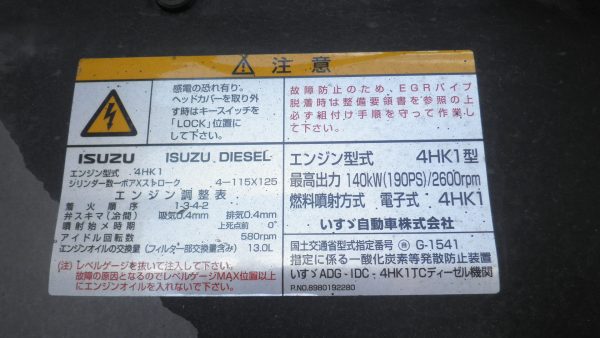 注意
感電の恐れ有り。
ヘッドカバーを取り外
す時はキースイッチを
「LOCK」位置に
して下さい。
故障防止のため、EGRパイプ
脱着時は整備要領書を参照の上
必ず組付け手順を守って作業し
て下さい。
ISUZU ISUZU DIESEL
エンジン型式 4HK1
シリンダ数ーボアXストローク 4-115X125
エンジン調整表
着火順序 1-3-4-2
弁スキマ(冷間) 吸気0.4mm 排気0.4mm
噴射始メ時期 上死点前 0°
アイドル回転数 580rpm
エンジンオイルの交換量(フィルター部交換量含み) 13.0L
(注)レベルゲージを抜いて注入して下さい。
故障の原因となるのでレベルゲージMAX位置以上
にエンジンオイルを入れないで下さい。
エンジン型式 4HK1型
最高出力 140kW(190PS)/2600rpm
燃料噴射方式 電子式 4HK1
いすゞ自動車株式会社
国土交通省型式指定番号 G-1541
指定に係る一酸化炭素等発散防止装置
いすゞADG-IDC-4HK1TCディーゼル機関
P.NO.8980192280